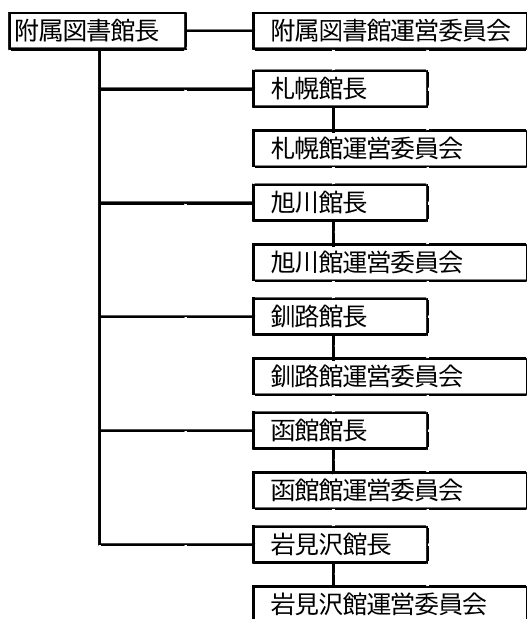 附属図書館長
附属図書館運営委員会
札幌館長
札幌館運営委員会
旭川館長
旭川館運営委員会
釧路館長
釧路館運営委員会
函館館長
函館館運営委員会
岩見沢館長
岩見沢館運営委員会